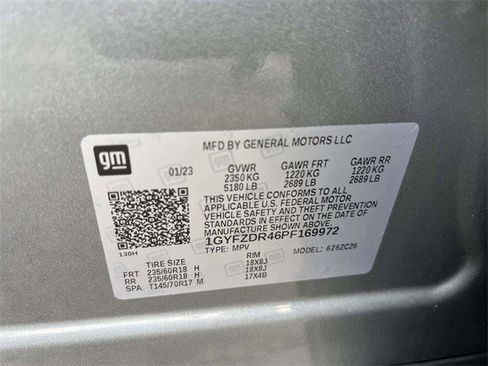 gm
MFD BY GENERAL MOTORS LLC
01/23 GVWR GAWR FRT GAWR RR
2350 KG 1220 KG 1220 KG
5180 LB 2689 LB 2689 LB
THIS VEHICLE CONFORMS TO ALL
APPLICABLE U.S. FEDERAL MOTOR
VEHICLE SAFETY AND THEFT
PREVENTION STANDARDS IN EFFECT
ON THE DATE OF MANUFACTURE
SHOWN ABOVE.
1GYFZDR46PF169972
130H TYPE: MPV MODEL: 626ZC26
TIRE SIZE RIM
FRT 235/60R18 H 18X8J
RR 235/60R18 H 18X8J
SPA T145/70R17 M 17X4B